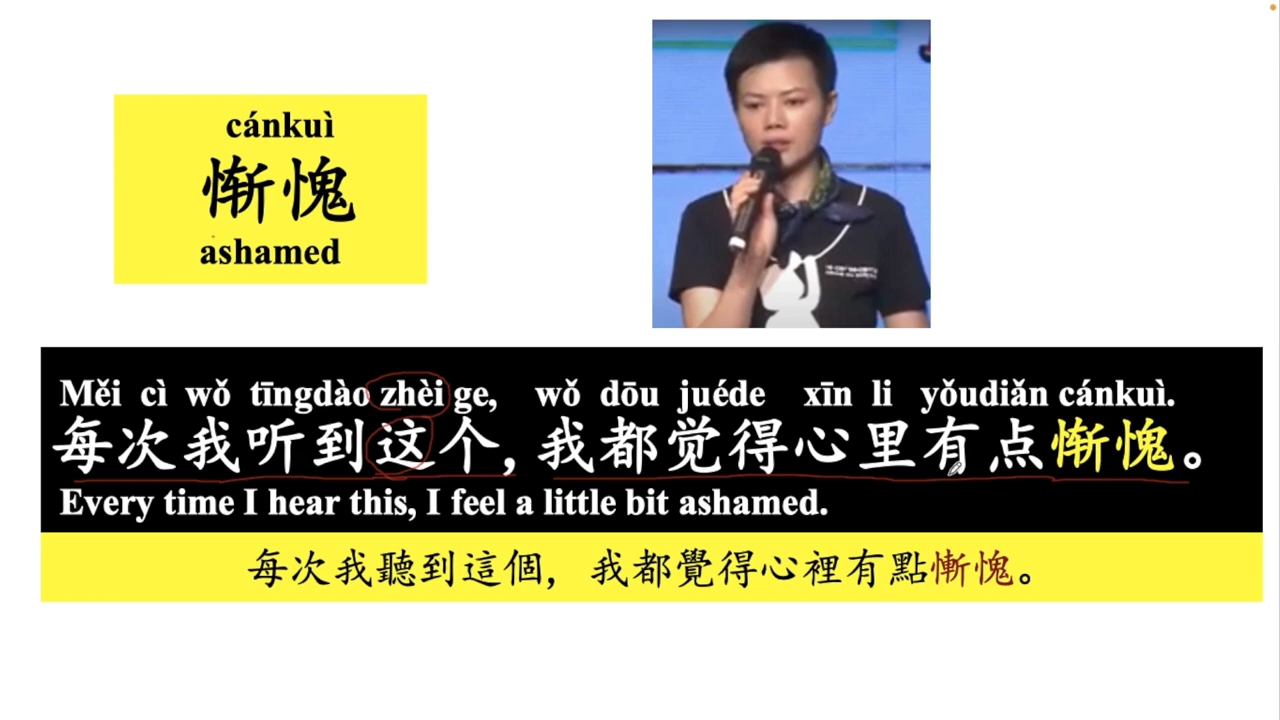 cánkuì
惭愧
ashamed
Měi cì wǒ tīngdào zhèi ge, wǒ dōu juéde xīn li yǒudiǎn cánkuì.
每次我听到这个，我都觉得心里有点惭愧。
Every time I hear this, I feel a little bit ashamed.
每次我聽到這個，我都覺得心裡有點慚愧。